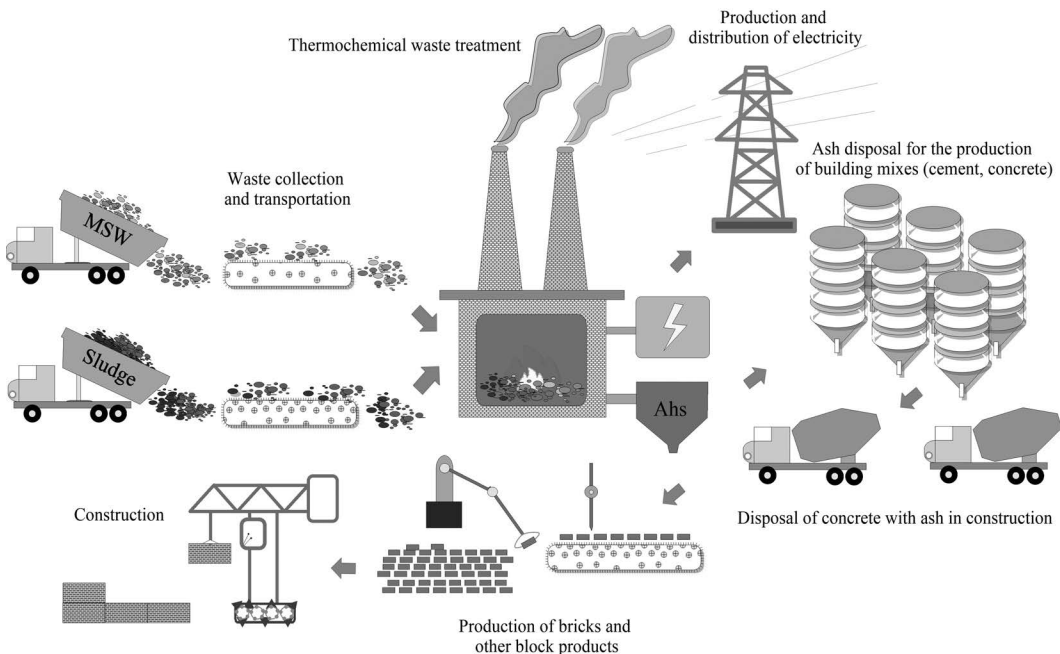 Production and
distribution of electricity
Thermochemical waste treatment
Ash disposal for the production
of building mixes (cement, concrete)
Waste collection
and transportation
MSW
Sludge
Ahs
Construction
Disposal of concrete with ash in construction
Production of bricks and
other block products